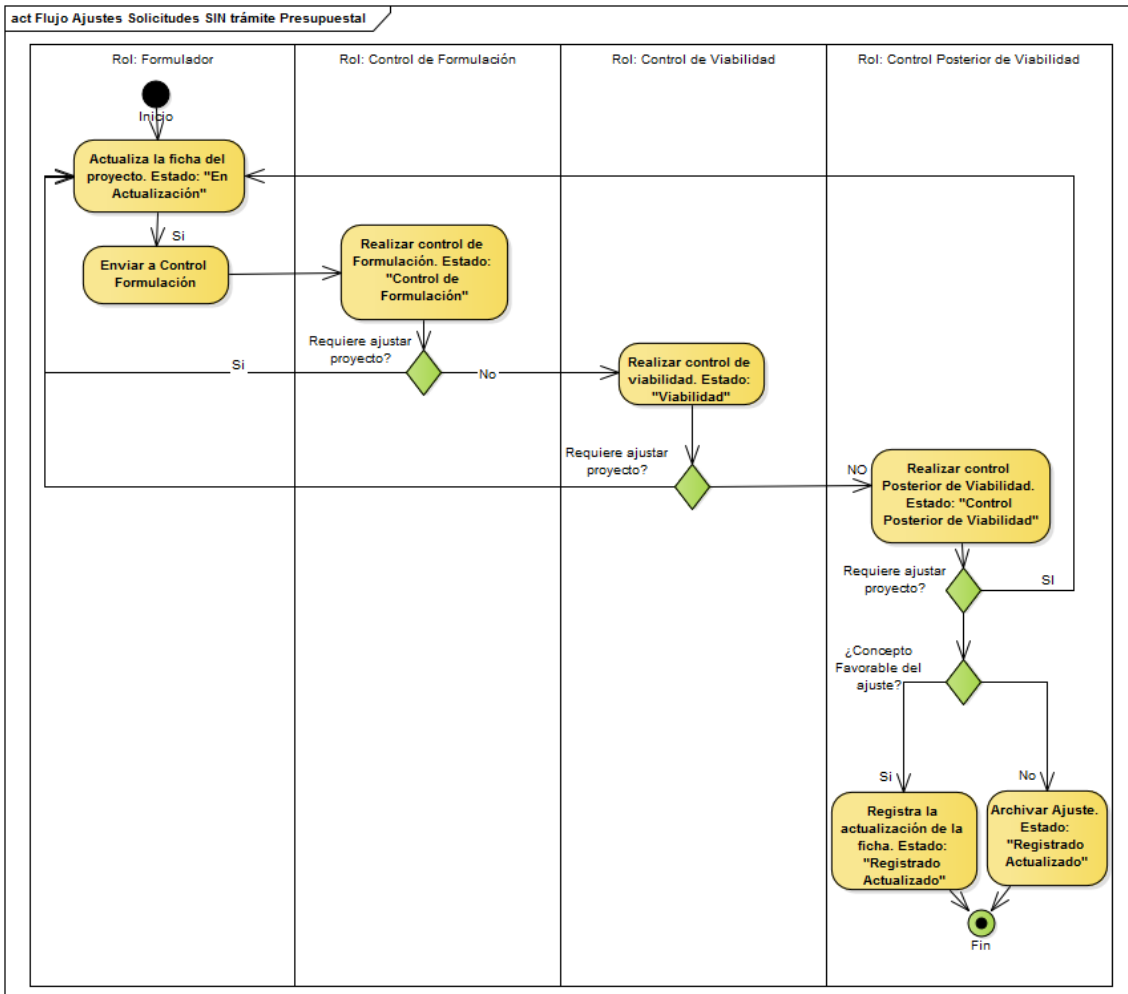 act Flujo Ajustes Solicitudes SIN trámite Presupuestal
Rol: Formulador
Rol: Control de Formulación
Rol: Control de Viabilidad
Rol: Control Posterior de Viabilidad
Inicio
Actualiza la ficha del
proyecto. Estado: "En
Actualización"
Si
Enviar a Control
Formulación
Realizar control de
Formulación. Estado:
"Control de
Formulación"
Requiere ajustar
proyecto?
Si
No
Realizar control de
viabilidad. Estado:
"Viabilidad"
Requiere ajustar
proyecto?
NO
Realizar control
Posterior de Viabilidad.
Estado: "Control
Posterior de Viabilidad"
Requiere ajustar
proyecto?
SI
¿Concepto
Favorable del
ajuste?
Si
No
Registra la
actualización de la
ficha. Estado:
"Registrado
Actualizado"
Archivar Ajuste.
Estado:
"Registrado
Actualizado"
Fin